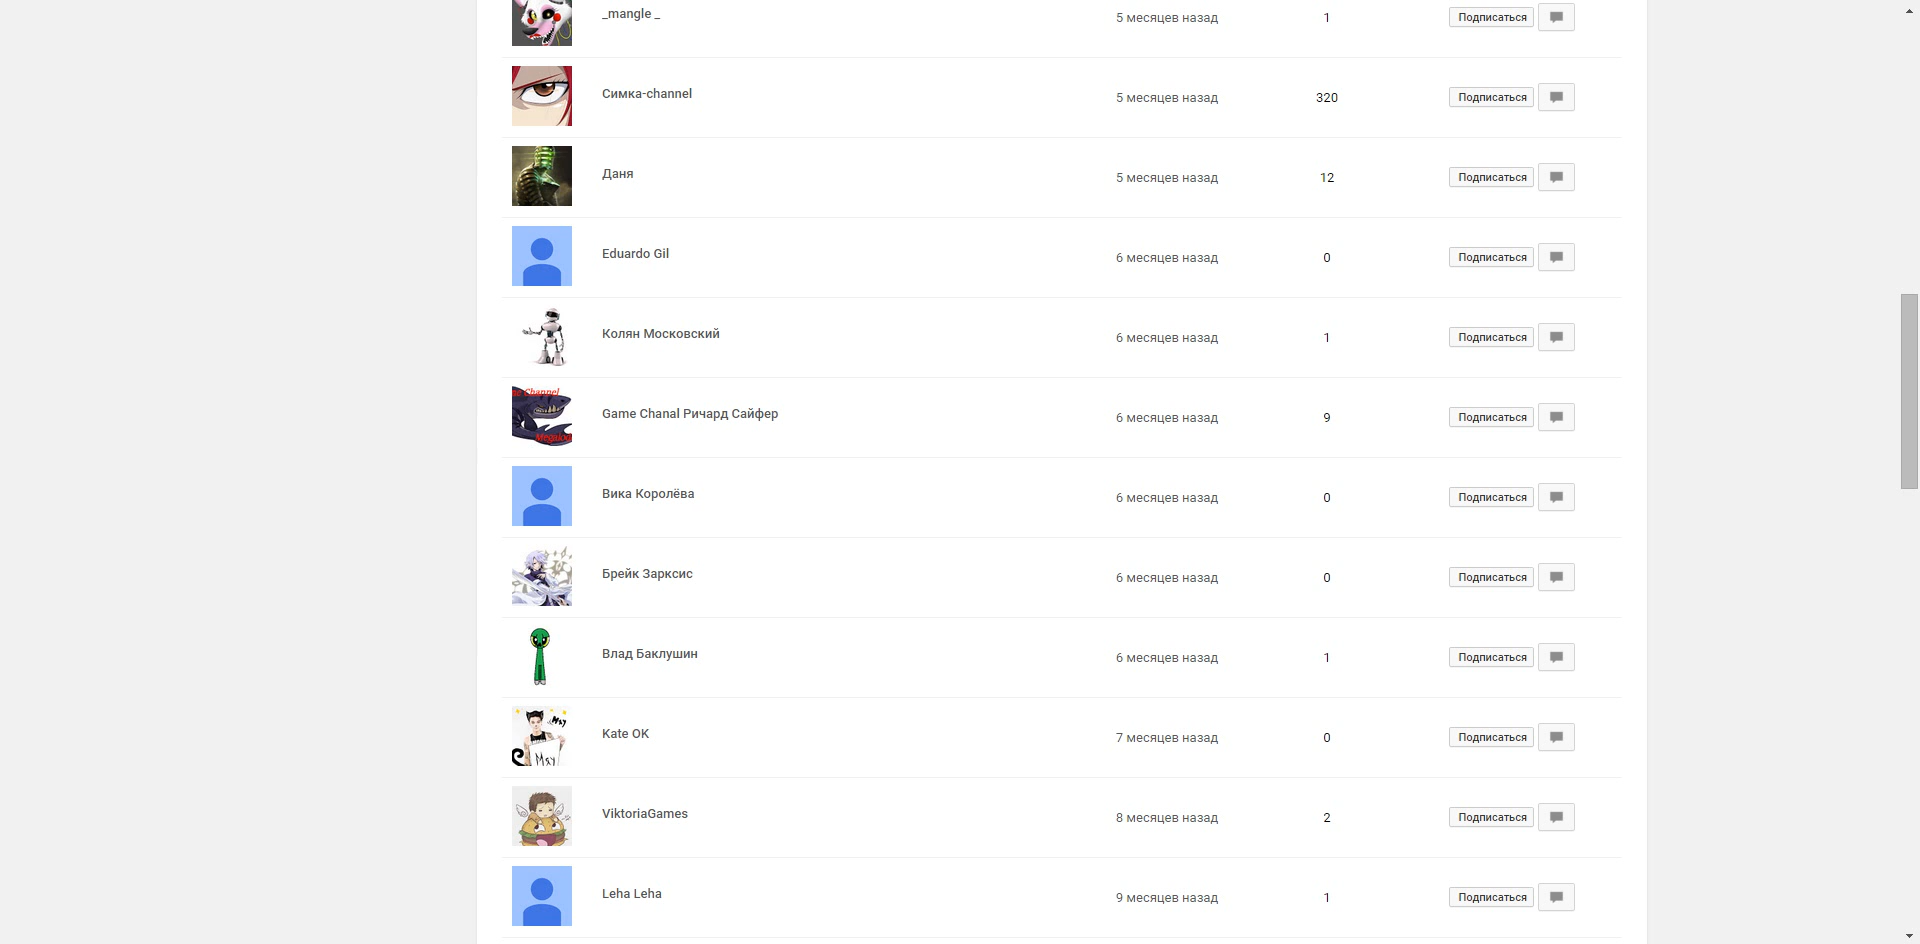 _mangle _ 5 месяцев назад 1 Подписаться
Симка-channel 5 месяцев назад 320 Подписаться
Даня 5 месяцев назад 12 Подписаться
Eduardo Gil 6 месяцев назад 0 Подписаться
Колян Московский 6 месяцев назад 1 Подписаться
Game Chanal Ричард Сайфер 6 месяцев назад 9 Подписаться
Вика Королёва 6 месяцев назад 0 Подписаться
Брейк Зарксис 6 месяцев назад 0 Подписаться
Влад Баклушин 6 месяцев назад 1 Подписаться
Мяу
Kate OK 7 месяцев назад 0 Подписаться
Мяу
ViktoriaGames 8 месяцев назад 2 Подписаться
Leha Leha 9 месяцев назад 1 Подписаться